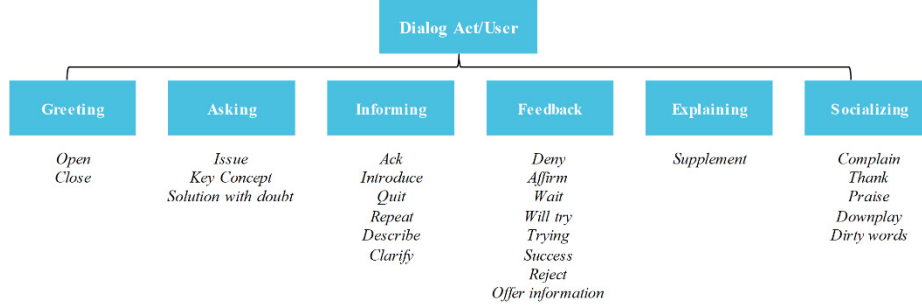 Dialog Act/User
Greeting
Open
Close
Asking
Issue
Key Concept
Solution with doubt
Informing
Ack
Introduce
Quit
Repeat
Describe
Clarify
Feedback
Deny
Affirm
Wait
Will try
Trying
Success
Reject
Offer information
Explaining
Supplement
Socializing
Complain
Thank
Praise
Downplay
Dirty words